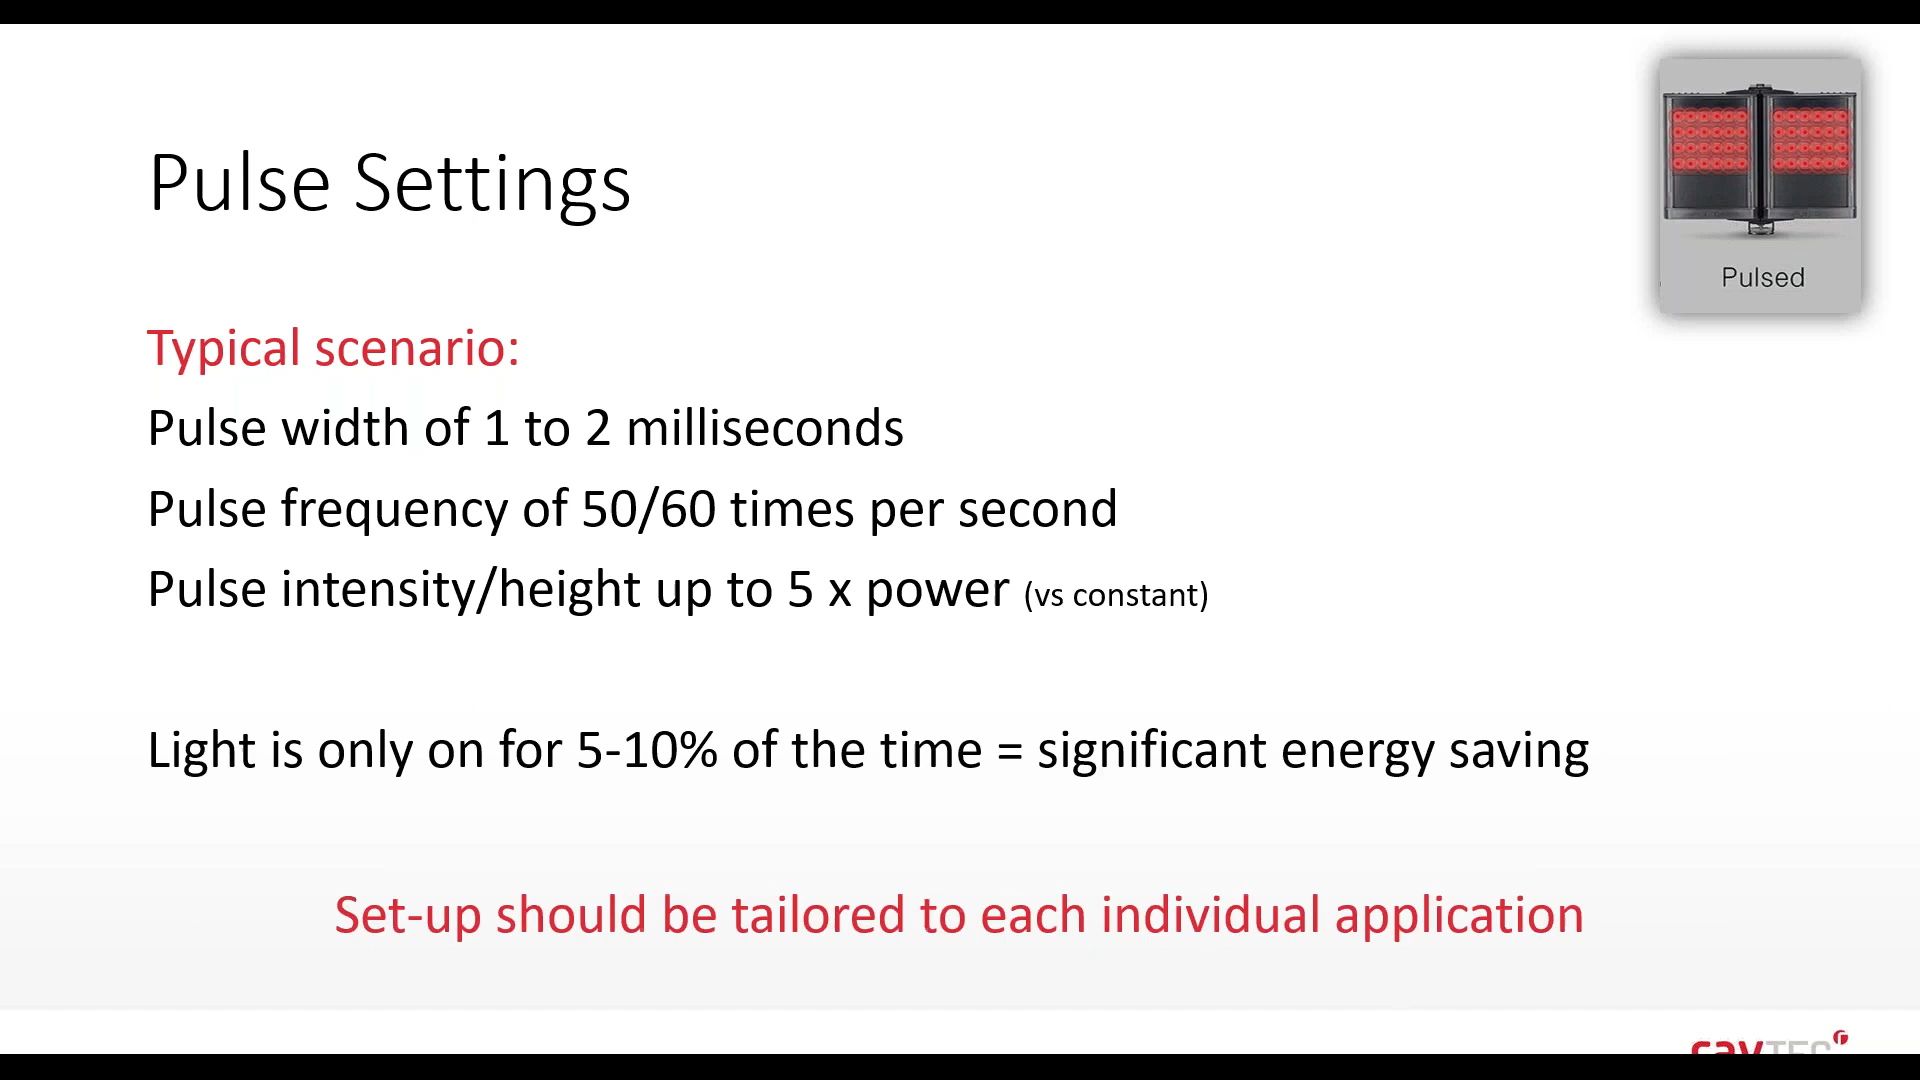 Pulsed
Pulse Settings
Typical scenario:
Pulse width of 1 to 2 milliseconds
Pulse frequency of 50/60 times per second
Pulse intensity/height up to 5 x power (vs constant)
Light is only on for 5-10% of the time = significant energy saving
Set-up should be tailored to each individual application